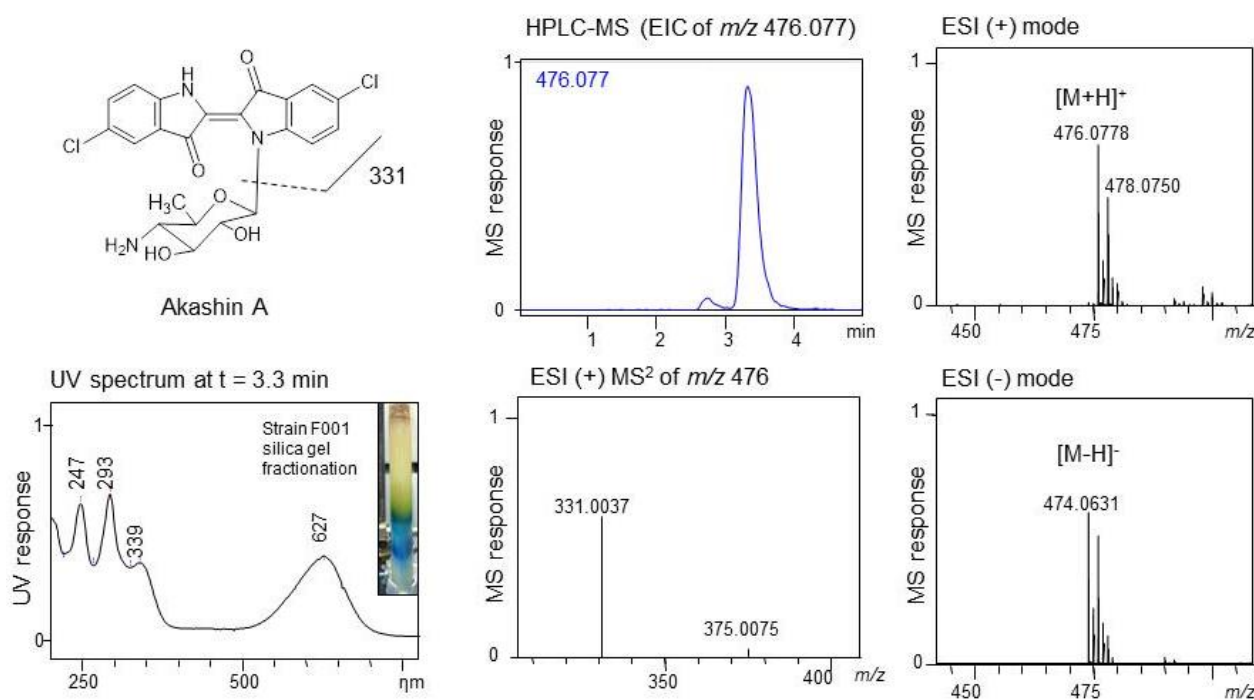 H
N
O
Cl
Cl
N
O
331
H₃C
O
H₂N
HO
OH
Akashin A
HPLC-MS (EIC of m/z 476.077)
1
476.077
MS response
0
1
2
3
4
min
ESI (+) mode
1
[M+H]⁺
476.0778
478.0750
MS response
0
450
475
m/z
UV spectrum at t = 3.3 min
1
Strain F001
silica gel
fractionation
247
293
339
627
UV response
0
250
500
ηm
ESI (+) MS² of m/z 476
1
331.0037
375.0075
MS response
0
350
400
m/z
ESI (-) mode
1
[M-H]⁻
474.0631
MS response
0
450
475
m/z